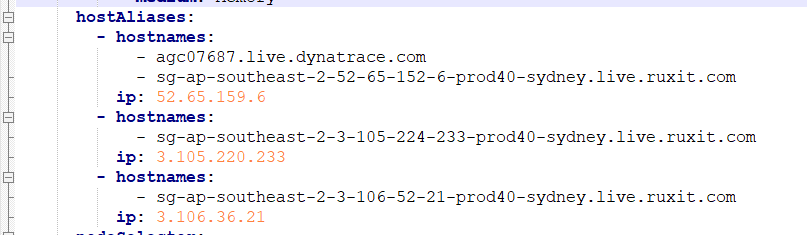 hostAliases:
- hostnames:
- agc07687.live.dynatrace.com
- sg-ap-southeast-2-52-65-152-6-prod40-sydney.live.ruxit.com
ip: 52.65.159.6
- hostnames:
- sg-ap-southeast-2-3-105-224-233-prod40-sydney.live.ruxit.com
ip: 3.105.220.233
- hostnames:
- sg-ap-southeast-2-3-106-52-21-prod40-sydney.live.ruxit.com
ip: 3.106.36.21